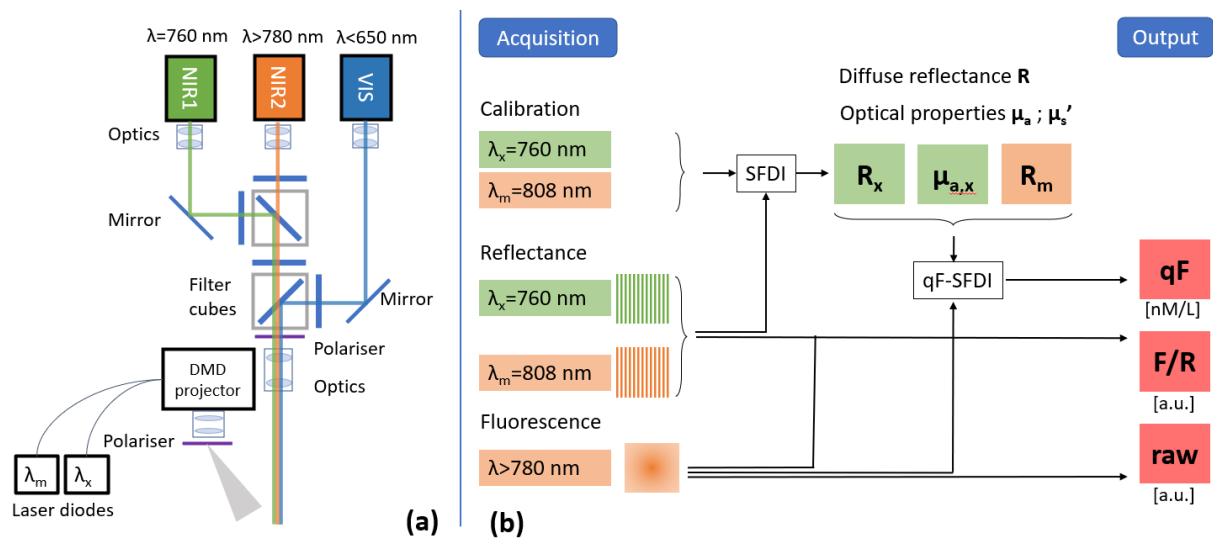 λ=760 nm
λ>780 nm
λ<650 nm
NIR1
NIR2
VIS
Optics
Mirror
Filter
cubes
Mirror
Polariser
Optics
DMD
projector
Polariser
λm
λx
Laser diodes
(a)
Acquisition
Output
Calibration
λx=760 nm
λm=808 nm
SFDI
Diffuse reflectance R
Optical properties μa ; μs’
Rx
μa,x
Rm
Reflectance
λx=760 nm
λm=808 nm
qF-SFDI
qF
[nM/L]
F/R
[a.u.]
Fluorescence
λ>780 nm
raw
[a.u.]
(b)